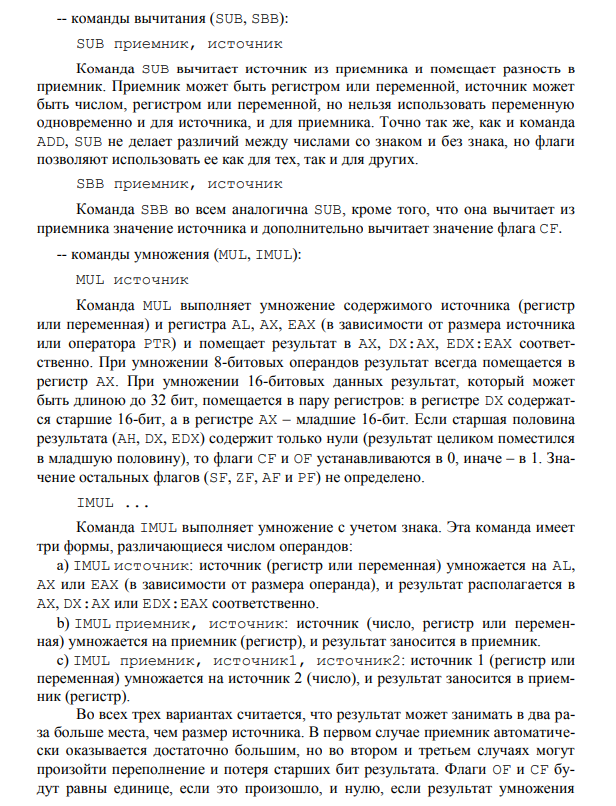 -- команды вычитания (SUB, SBB):
SUB приемник, источник
Команда SUB вычитает источник из приемника и помещает разность в
приемник. Приемник может быть регистром или переменной, источник может
быть числом, регистром или переменной, но нельзя использовать переменную
одновременно и для источника, и для приемника. Точно так же, как и команда
ADD, SUB не делает различий между числами со знаком и без знака, но флаги
позволяют использовать ее как для тех, так и для других.
SBB приемник, источник
Команда SBB во всем аналогична SUB, кроме того, что она вычитает из
приемника значение источника и дополнительно вычитает значение флага CF.
-- команды умножения (MUL, IMUL):
MUL источник
Команда MUL выполняет умножение содержимого источника (регистр
или переменная) и регистра AL, AX, EAX (в зависимости от размера источника
или оператора PTR) и помещает результат в AX, DX:AX, EDX:EAX соответ-
ственно. При умножении 8-битовых операндов результат всегда помещается в
регистр AX. При умножении 16-битовых данных результат, который может
быть длиною до 32 бит, помещается в пару регистров: в регистре DX содержат-
ся старшие 16-бит, а в регистре AX – младшие 16-бит. Если старшая половина
результата (AH, DX, EDX) содержит только нули (результат целиком поместился
в младшую половину), то флаги CF и OF устанавливаются в 0, иначе – в 1. Зна-
чение остальных флагов (SF, ZF, AF и PF) не определено.
IMUL ...
Команда IMUL выполняет умножение с учетом знака. Эта команда имеет
три формы, различающиеся числом операндов:
a) IMUL источник: источник (регистр или переменная) умножается на AL,
AX или EAX (в зависимости от размера операнда), и результат располагается в
AX, DX:AX или EDX:EAX соответственно.
b) IMUL приемник, источник: источник (число, регистр или перемен-
ная) умножается на приемник (регистр), и результат заносится в приемник.
c) IMUL приемник, источник1, источник2: источник 1 (регистр или
переменная) умножается на источник 2 (число), и результат заносится в прием-
ник (регистр).
Во всех трех вариантах считается, что результат может занимать в два ра-
за больше места, чем размер источника. В первом случае приемник автоматиче-
ски оказывается достаточно большим, но во втором и третьем случаях могут
произойти переполнение и потеря старших бит результата. Флаги OF и CF бу-
дут равны единице, если это произошло, и нулю, если результат умножения